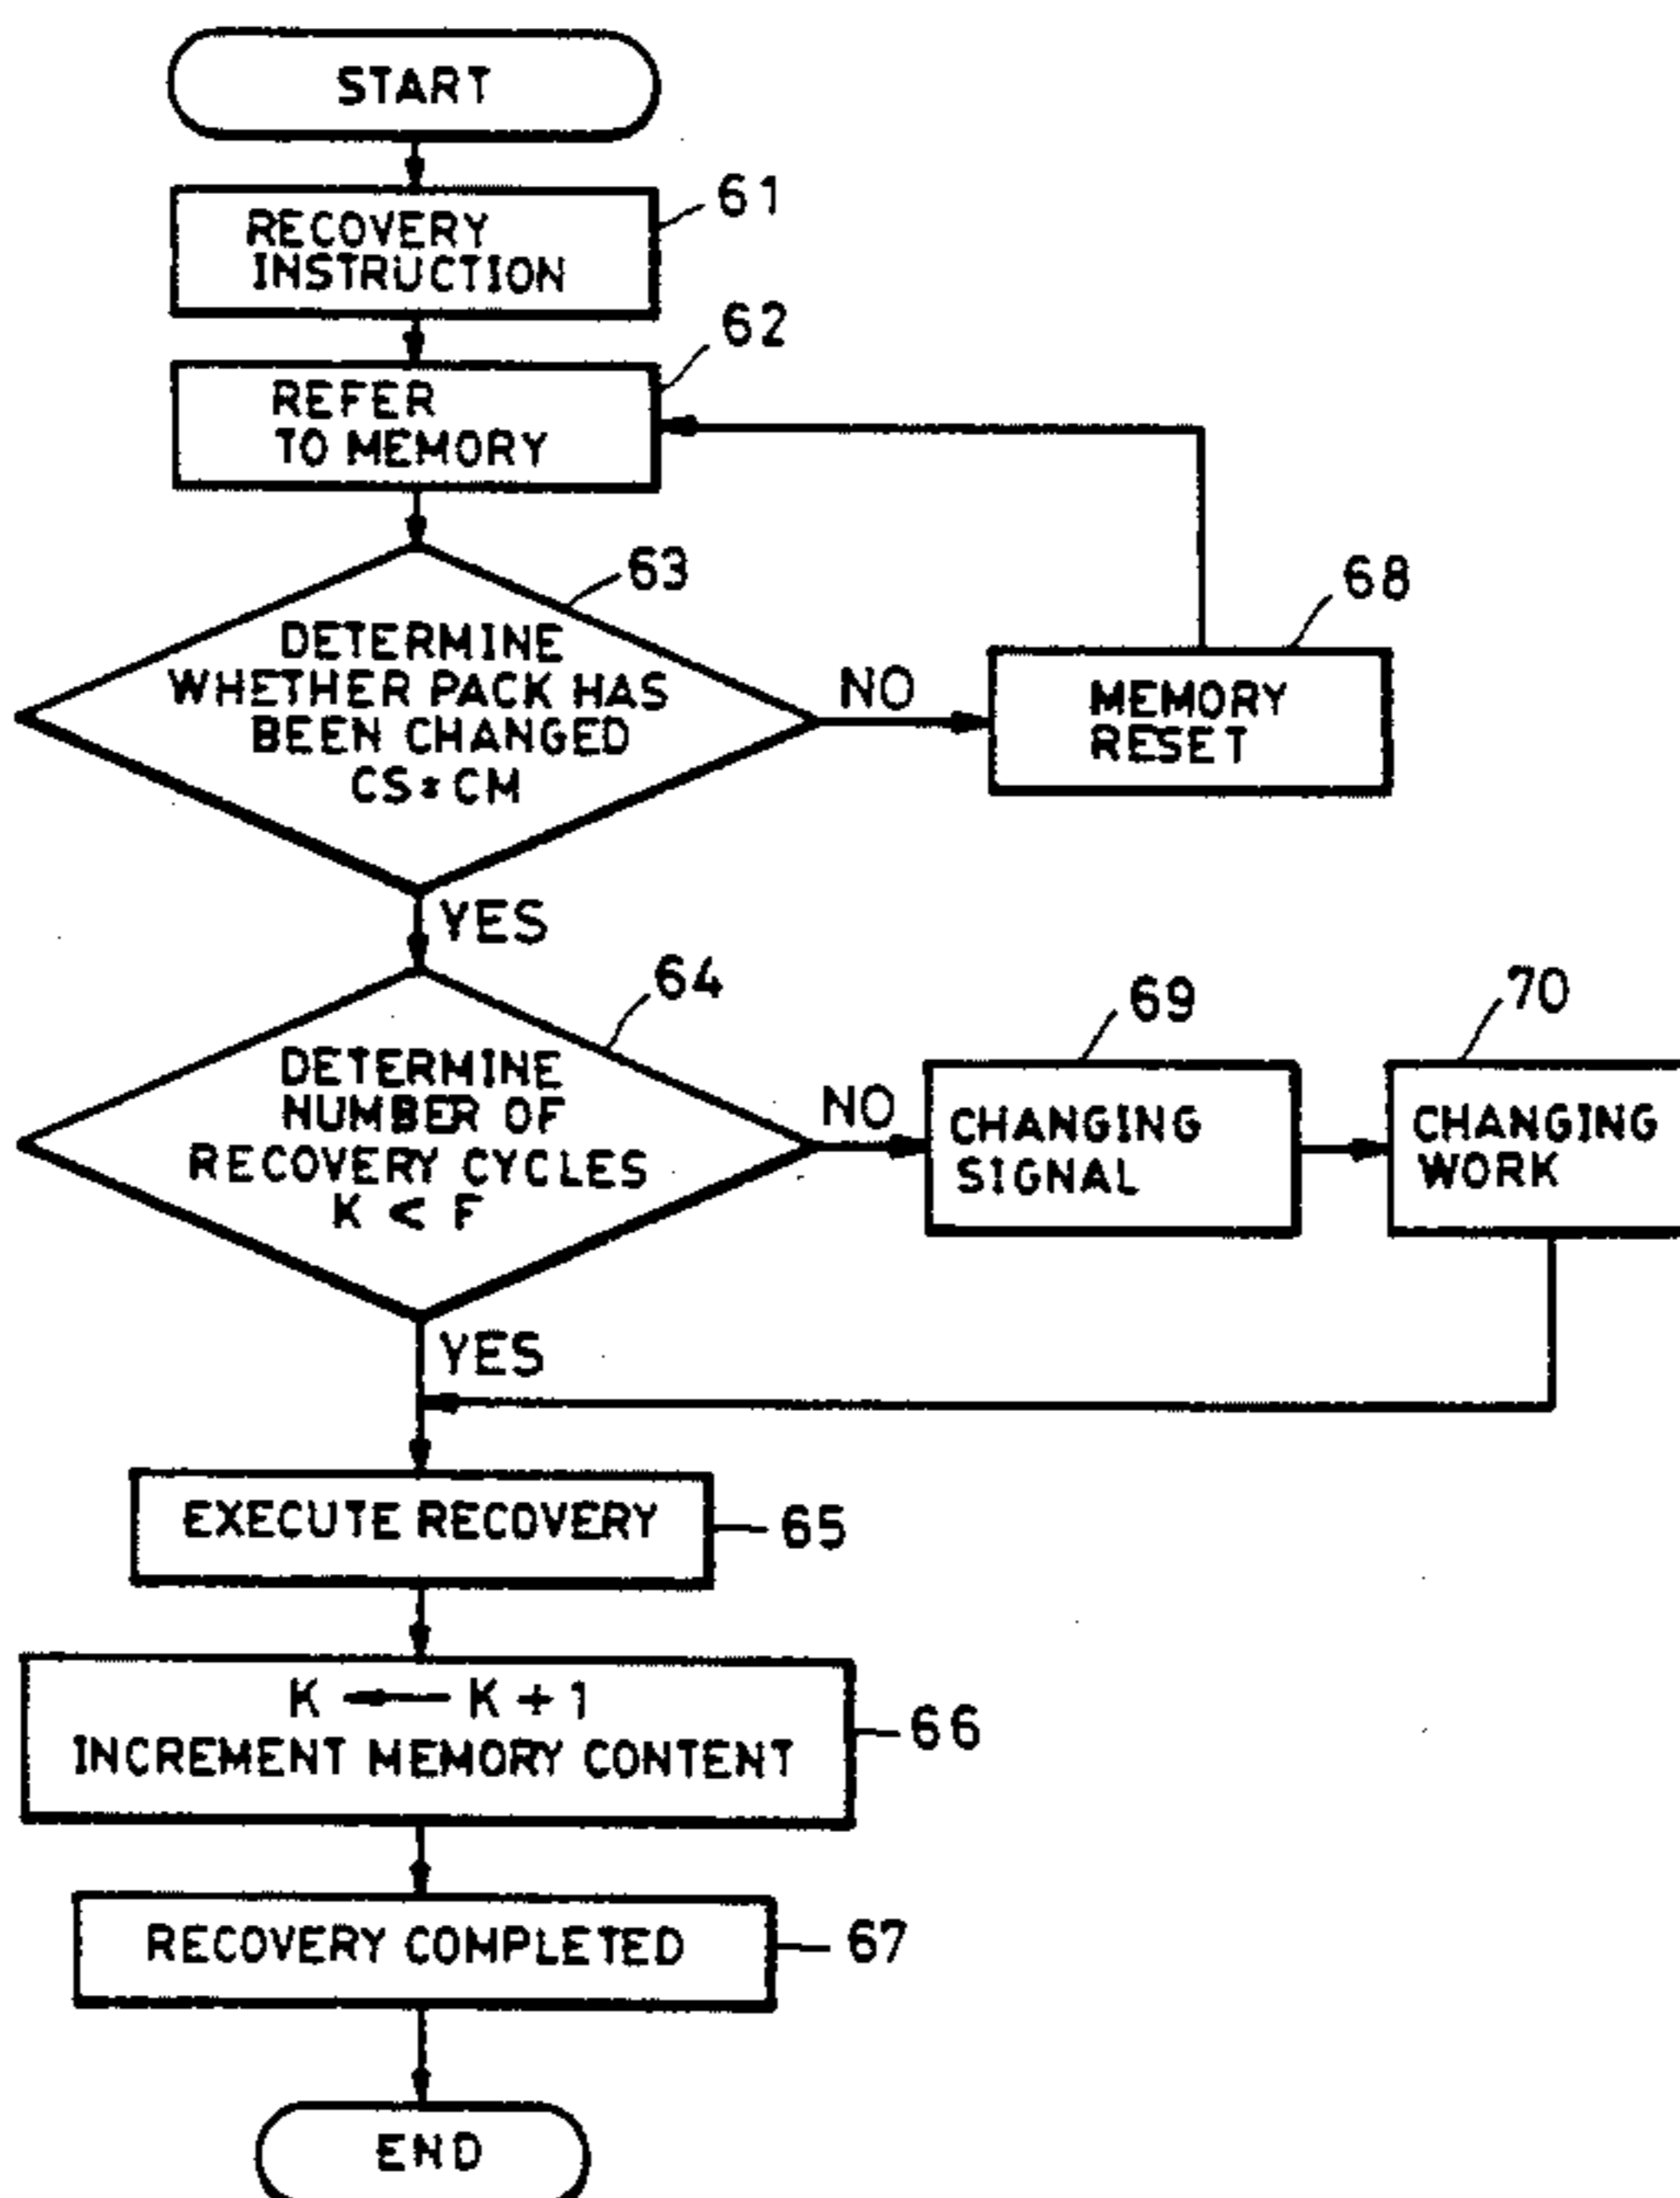 START
RECOVERY
INSTRUCTION
61
REFER
TO MEMORY
62
DETERMINE
WHETHER PACK HAS
BEEN CHANGED
CS = CM
63
NO
MEMORY
RESET
68
YES
DETERMINE
NUMBER OF
RECOVERY CYCLES
K < F
64
NO
CHANGING
SIGNAL
69
CHANGING
WORK
70
YES
EXECUTE RECOVERY
65
K ← K + 1
INCREMENT MEMORY CONTENT
66
RECOVERY COMPLETED
67
END